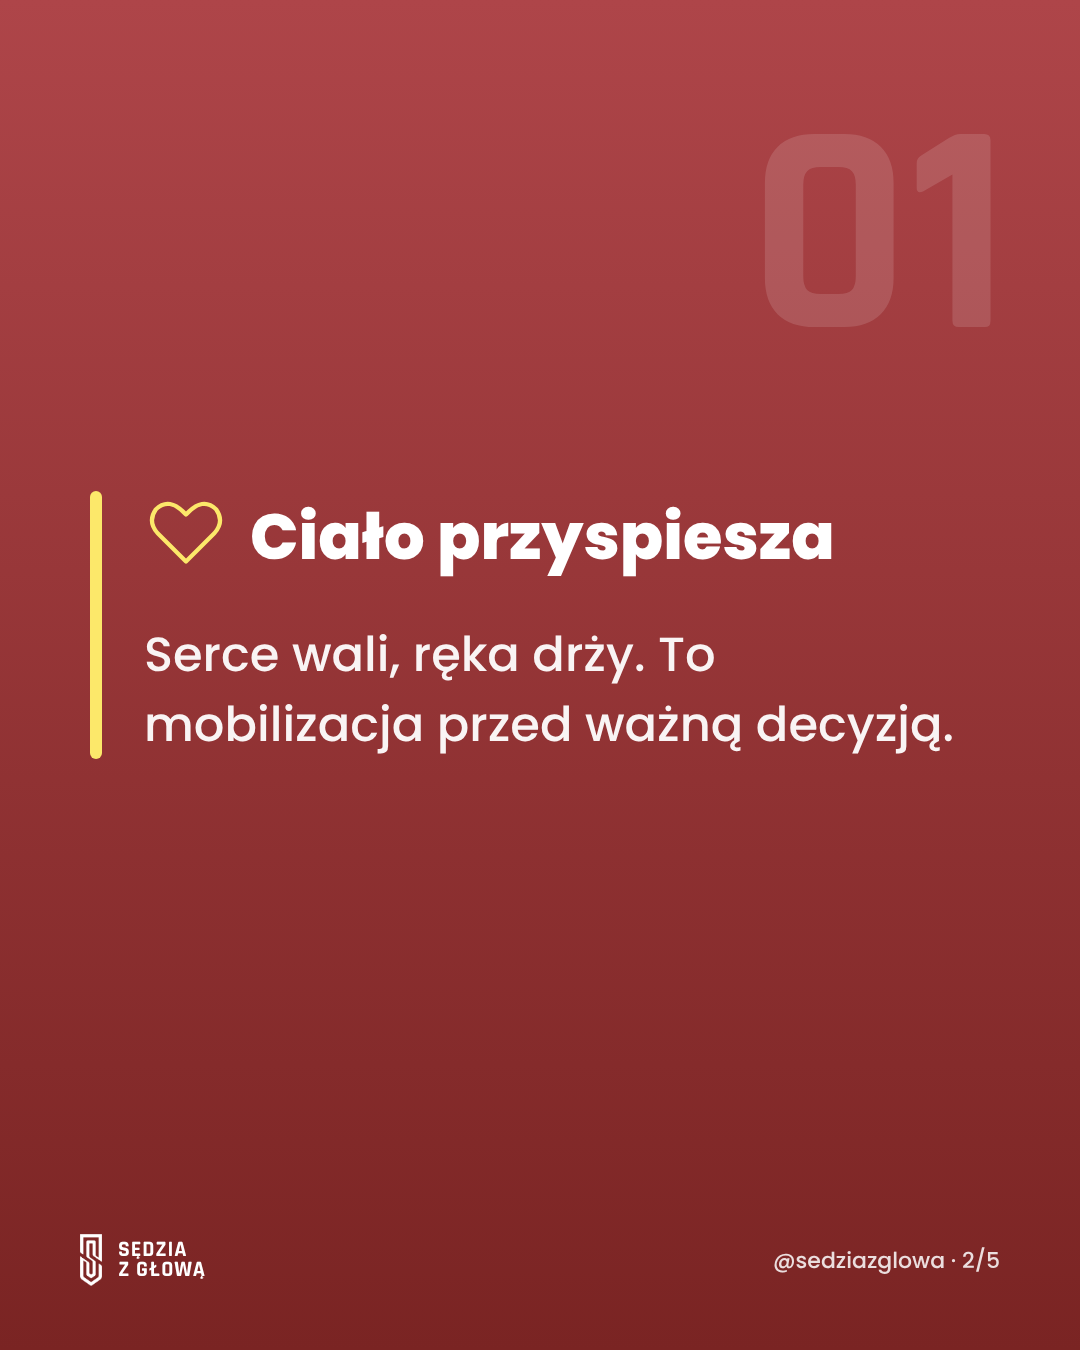 01
Ciało przyspiesza
Serce wali, ręka drży. To
mobilizacja przed ważną decyzją.
SĘDZIA
Z GŁOWĄ
@sedziazglowa · 2/5